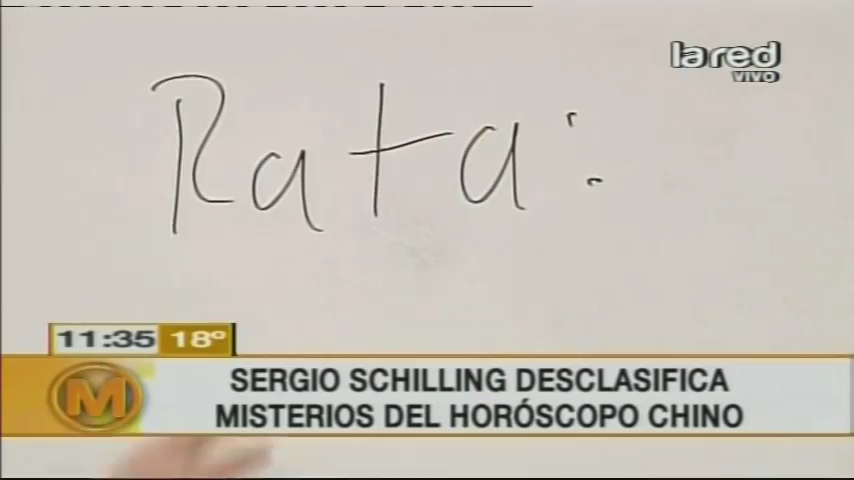 la red
VIVO
Rata:
11:35 18°
M
SERGIO SCHILLING DESCLASIFICA
MISTERIOS DEL HORÓSCOPO CHINO